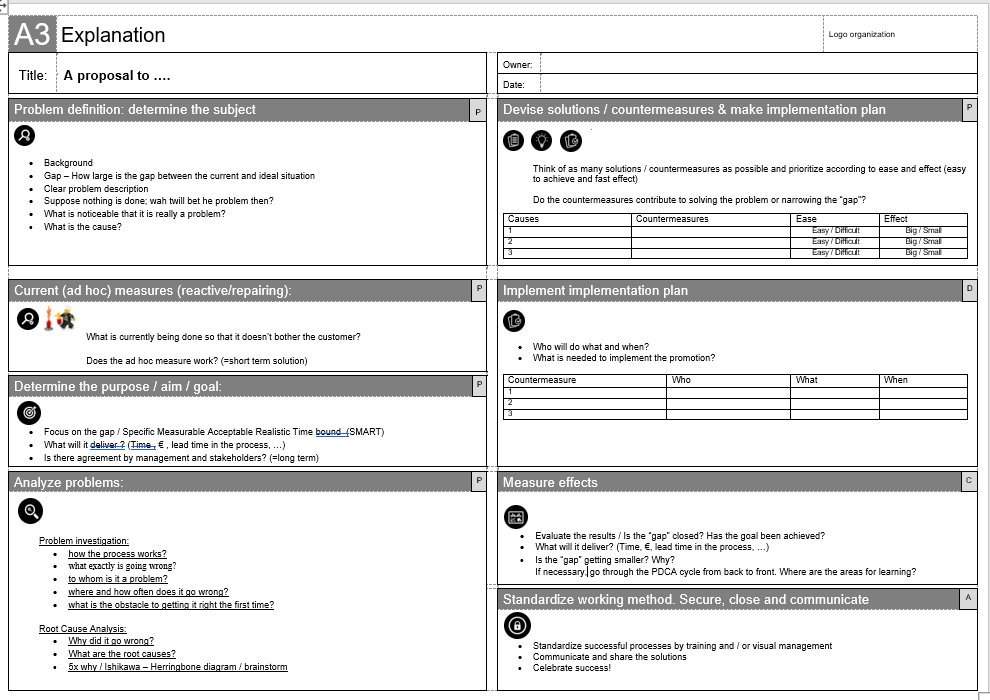 A3 Explanation
Logo organization
Title: A proposal to ….
Owner:
Date:
Problem definition: determine the subject P
Background
Gap – How large is the gap between the current and ideal situation
Clear problem description
Suppose nothing is done; wah twill bet he problem then?
What is noticeable that it is really a problem?
What is the cause?
Current (ad hoc) measures (reactive/repairing): P
What is currently being done so that it doesn't bother the customer?
Does the ad hoc measure work? (=short term solution)
Determine the purpose / aim / goal: P
Focus on the gap / Specific Measurable Acceptable Realistic Time bound (SMART)
What will it deliver ? (Time , € , lead time in the process, …)
Is there agreement by management and stakeholders? (=long term)
Analyze problems: P
Problem investigation:
how the process works?
what exactly is going wrong?
to whom is it a problem?
where and how often does it go wrong?
what is the obstacle to getting it right the first time?
Root Cause Analysis:
Why did it go wrong?
What are the root causes?
5x why / Ishikawa – Herringbone diagram / brainstorm
Devise solutions / countermeasures & make implementation plan P
Think of as many solutions / countermeasures as possible and prioritize according to ease and effect (easy
to achieve and fast effect)
Do the countermeasures contribute to solving the problem or narrowing the “gap”?
Causes Countermeasures Ease Effect
1 Easy / Difficult Big / Small
2 Easy / Difficult Big / Small
3 Easy / Difficult Big / Small
Implement implementation plan D
Who will do what and when?
What is needed to implement the promotion?
Countermeasure Who What When
1
2
3
Measure effects C
Evaluate the results / Is the “gap” closed? Has the goal been achieved?
What will it deliver? (Time, €, lead time in the process, …)
Is the “gap” getting smaller? Why?
If necessary, go through the PDCA cycle from back to front. Where are the areas for learning?
Standardize working method. Secure, close and communicate A
Standardize successful processes by training and / or visual management
Communicate and share the solutions
Celebrate success!